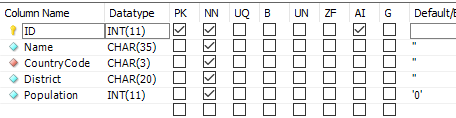 Column Name Datatype PK NN UQ B UN ZF AI G Default/E
ID INT(11)
Name CHAR(35) ''
CountryCode CHAR(3) ''
District CHAR(20) ''
Population INT(11) '0'